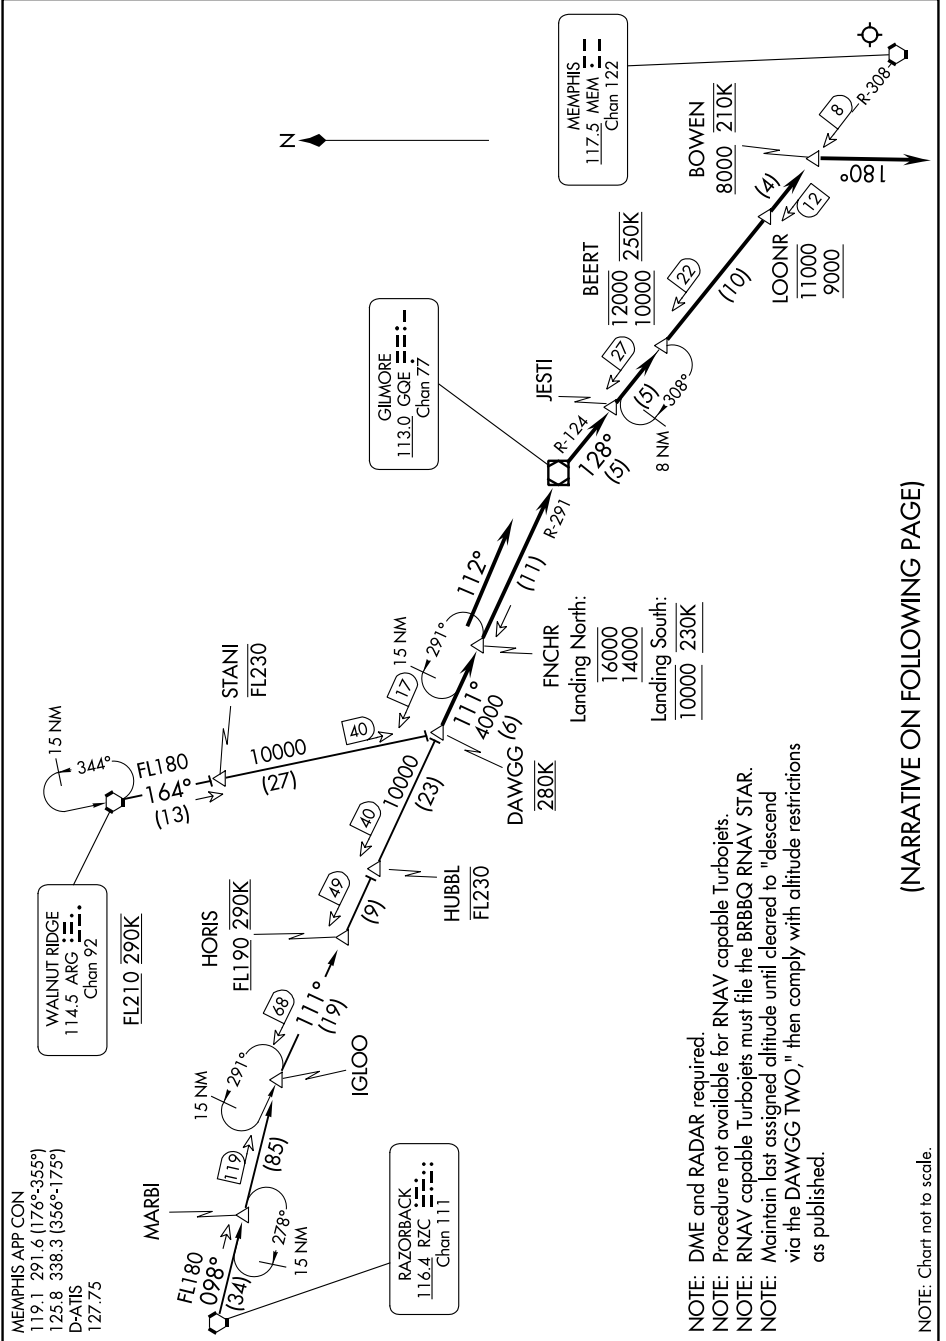 MEMPHIS APP CON
119.1 291.6 (176°-355°)
125.8 338.3 (356°-175°)
D-ATIS
127.75
RAZORBACK
116.4 RZC
Chan 111
FL180
098°
(34)
MARBI
278°
15 NM
119
(85)
15 NM
291°
IGLOO
68
111°
(19)
HORIS
FL190 290K
49
(9)
HUBBL
FL230
40
10000
(23)
WALNUT RIDGE
114.5 ARG
Chan 92
FL210 290K
15 NM
344°
FL180
164°
(13)
STANI
FL230
10000
(27)
40
DAWGG
280K
17
111°
4000
(6)
15 NM
291°
FNCHR
Landing North:
16000
14000
Landing South:
10000 230K
112°
(11)
R-291
GILMORE
113.0 GQE
Chan 77
R-124
128°
(5)
JESTI
27
(5)
308°
8 NM
BEERT
12000 250K
10000
22
(10)
LOONR
11000
9000
12
(4)
BOWEN
8000 210K
8
R-308
180°
MEMPHIS
117.5 MEM
Chan 122
N
NOTE: DME and RADAR required.
NOTE: Procedure not available for RNAV capable Turbojets.
NOTE: RNAV capable Turbojets must file the BRBBQ RNAV STAR.
NOTE: Maintain last assigned altitude until cleared to "descend
via the DAWGG TWO," then comply with altitude restrictions
as published.
(NARRATIVE ON FOLLOWING PAGE)
NOTE: Chart not to scale.